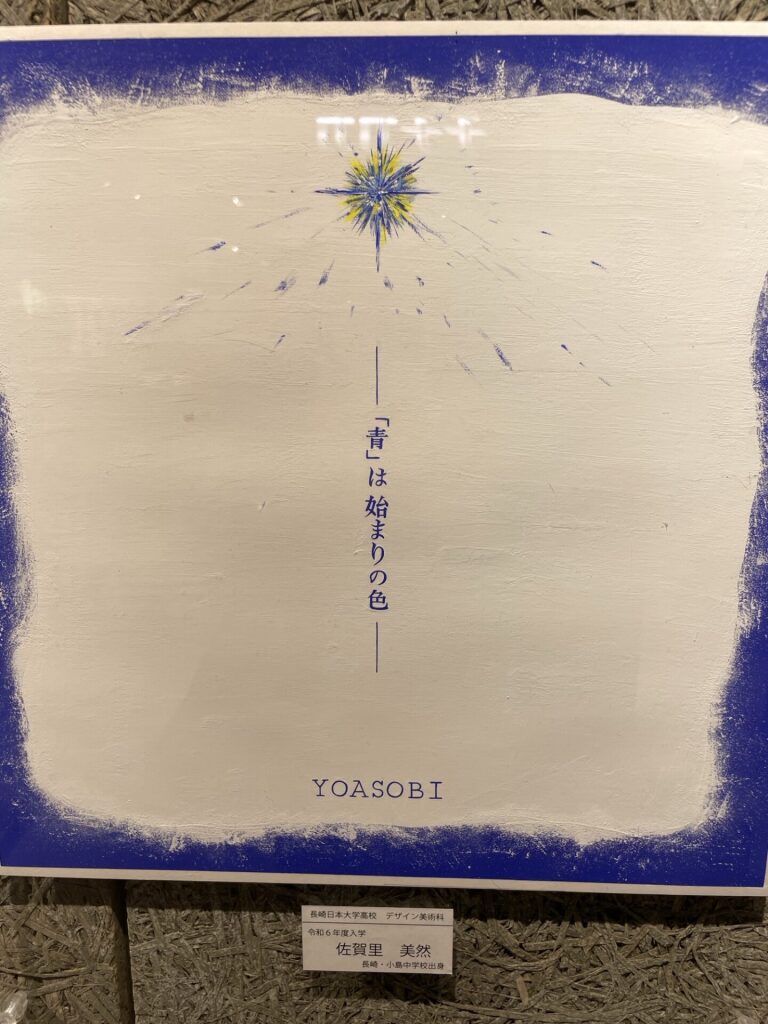 「青」は始まりの色
YOASOBI
長崎日本大学高校　デザイン美術科
令和６年度入学
佐賀里　美然
長崎・小島中学校出身